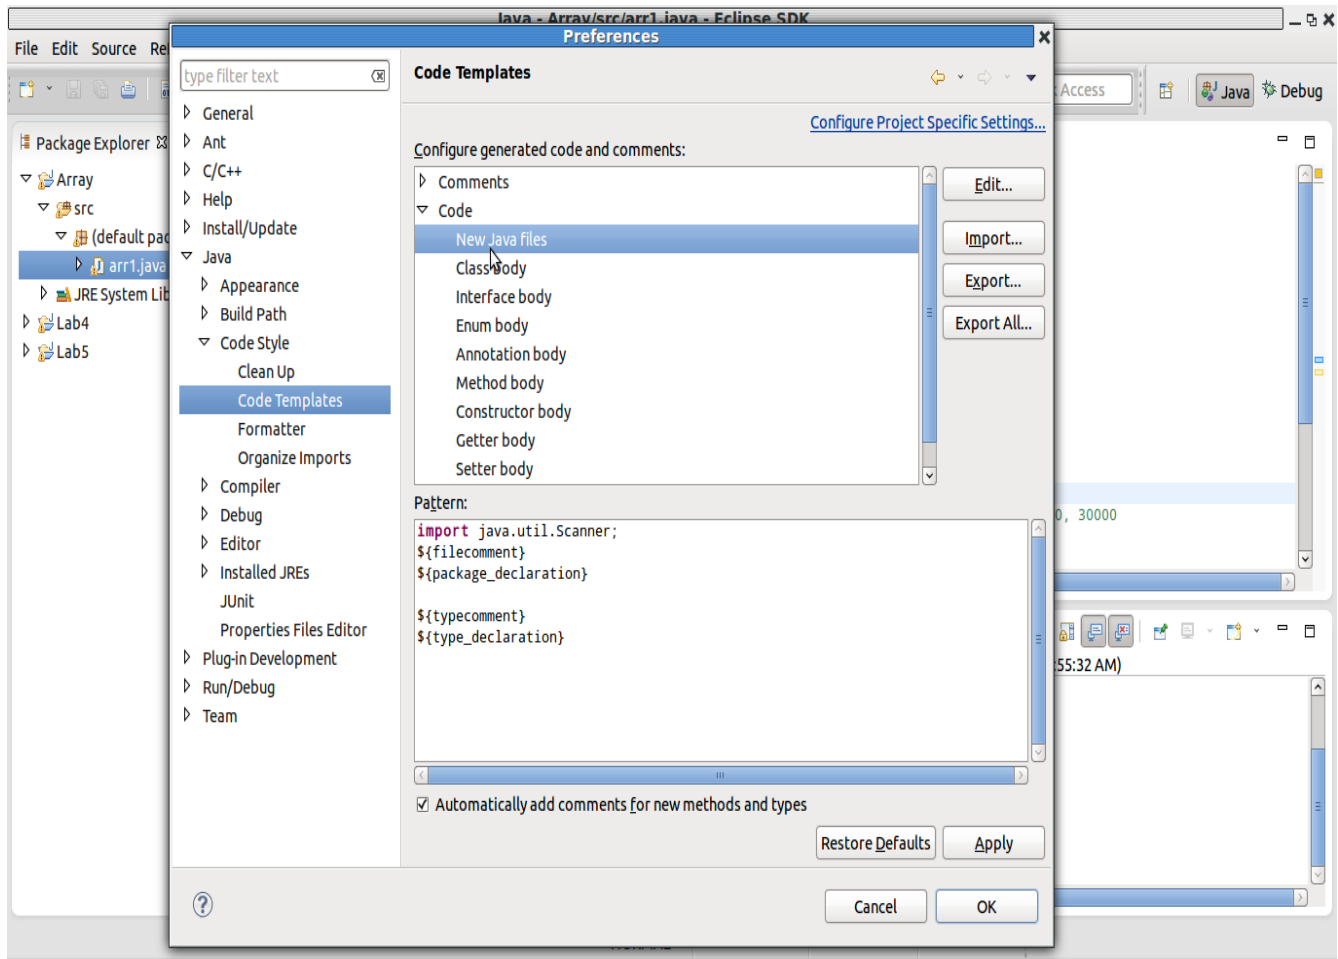 Java - Array/src/arr1.java - Eclipse SDK
Preferences
File Edit Source
type filter text
Code Templates
Access
Java
Debug
General
Configure Project Specific Settings...
Package Explorer
Ant
Configure generated code and comments:
Array
C/C++
Comments
Edit...
src
Help
Code
(default pac
Install/Update
New Java files
Import...
arr1.java
Java
Class body
JRE System Lib
Appearance
Interface body
Export...
Lab4
Build Path
Enum body
Export All...
Lab5
Code Style
Annotation body
Clean Up
Method body
Code Templates
Constructor body
Formatter
Getter body
Organize Imports
Setter body
Compiler
Pattern:
Debug
import java.util.Scanner;
0, 30000
Editor
${filecomment}
Installed JREs
${package_declaration}
JUnit
${typecomment}
Properties Files Editor
${type_declaration}
Plug-in Development
:55:32 AM)
Run/Debug
Team
Automatically add comments for new methods and types
Restore Defaults
Apply
Cancel
OK